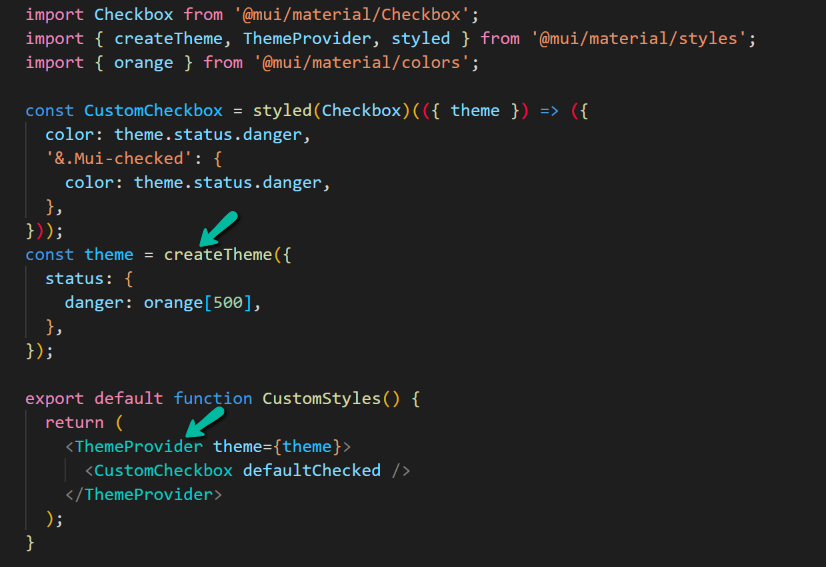 import Checkbox from '@mui/material/Checkbox';
import { createTheme, ThemeProvider, styled } from '@mui/material/styles';
import { orange } from '@mui/material/colors';
const CustomCheckbox = styled(Checkbox)(({ theme }) => ({
  color: theme.status.danger,
  '&.Mui-checked': {
    color: theme.status.danger,
  },
}));
const theme = createTheme({
  status: {
    danger: orange[500],
  },
});
export default function CustomStyles() {
  return (
    <ThemeProvider theme={theme}>
      <CustomCheckbox defaultChecked />
    </ThemeProvider>
  );
}